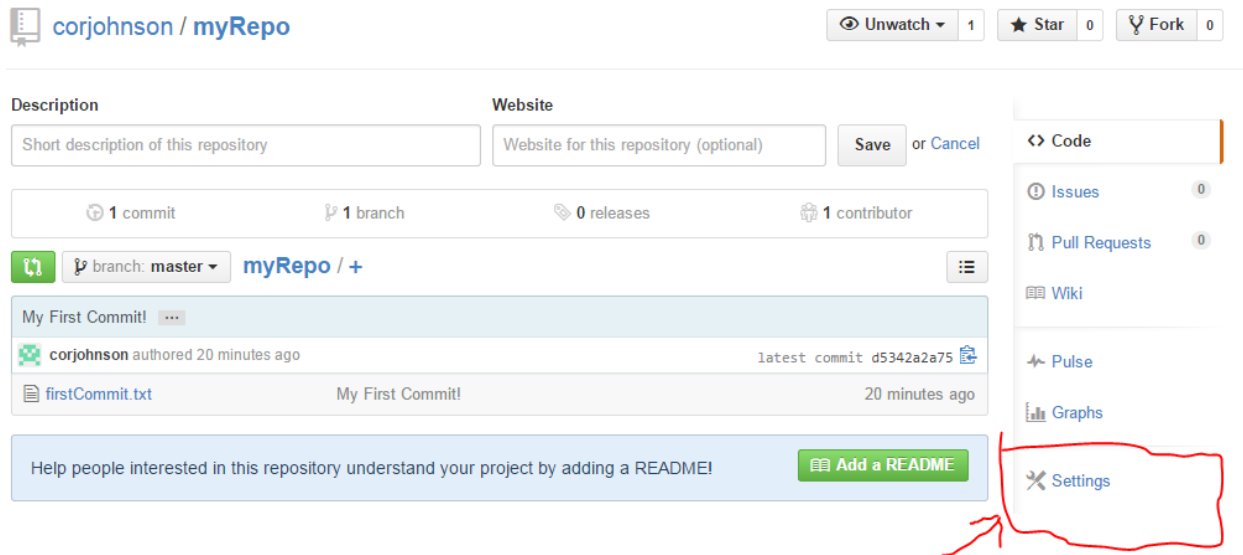 corjohnson / myRepo
Unwatch 1 Star 0 Fork 0
Description Website
Short description of this repository Website for this repository (optional) Save or Cancel
<> Code
Issues 0
1 commit 1 branch 0 releases 1 contributor
Pull Requests 0
branch: master myRepo / +
Wiki
My First Commit! ...
corjohnson authored 20 minutes ago latest commit d5342a2a75
Pulse
firstCommit.txt My First Commit! 20 minutes ago
Graphs
Help people interested in this repository understand your project by adding a README! Add a README
Settings